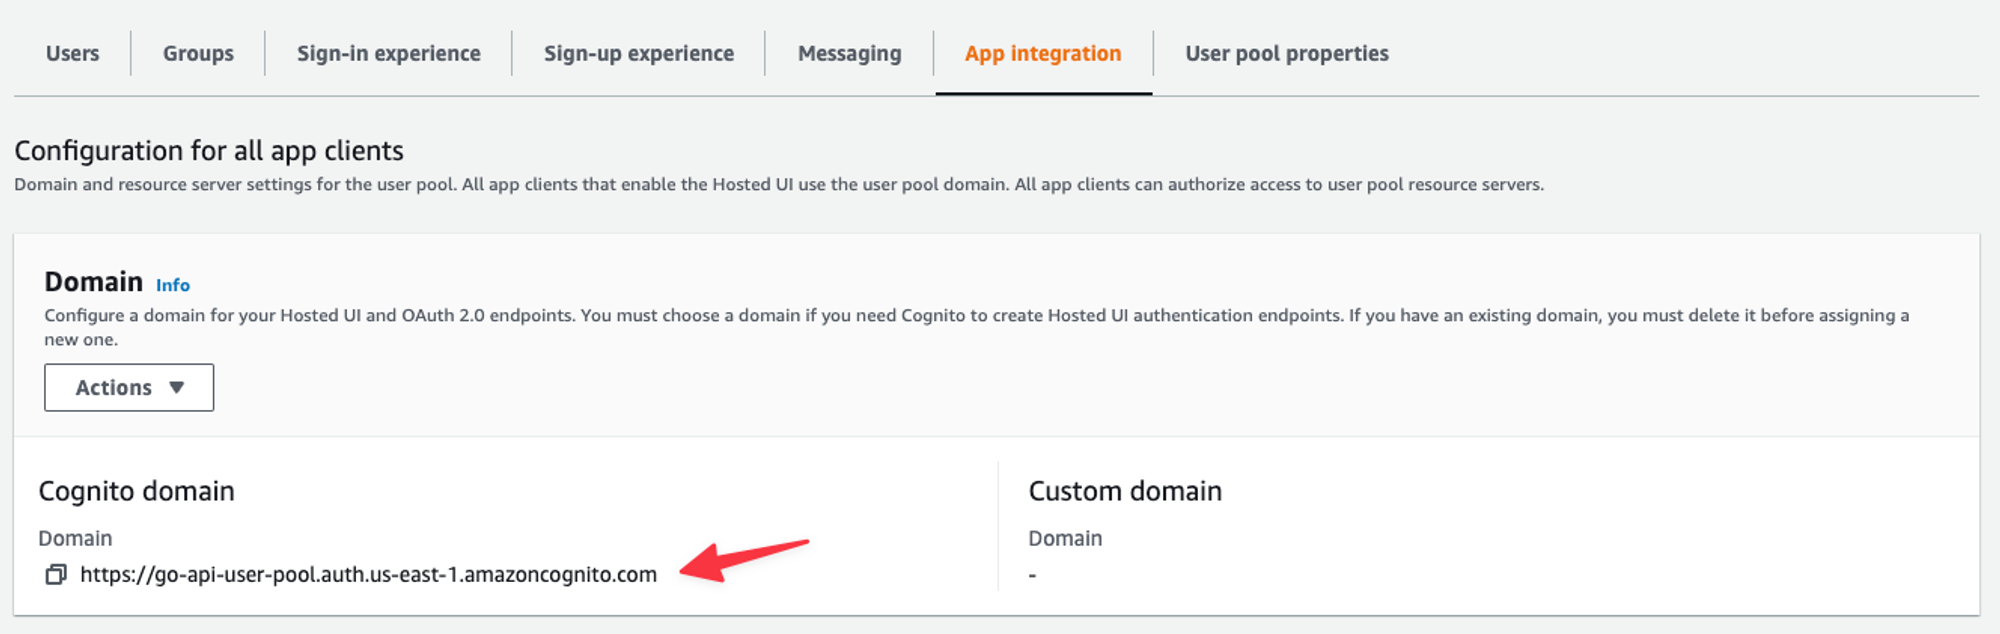 Users Groups Sign-in experience Sign-up experience Messaging App integration User pool properties
Configuration for all app clients
Domain and resource server settings for the user pool. All app clients that enable the Hosted UI use the user pool domain. All app clients can authorize access to user pool resource servers.
Domain Info
Configure a domain for your Hosted UI and OAuth 2.0 endpoints. You must choose a domain if you need Cognito to create Hosted UI authentication endpoints. If you have an existing domain, you must delete it before assigning a
new one.
Actions
Cognito domain
Domain
https://go-api-user-pool.auth.us-east-1.amazoncognito.com
Custom domain
Domain
-